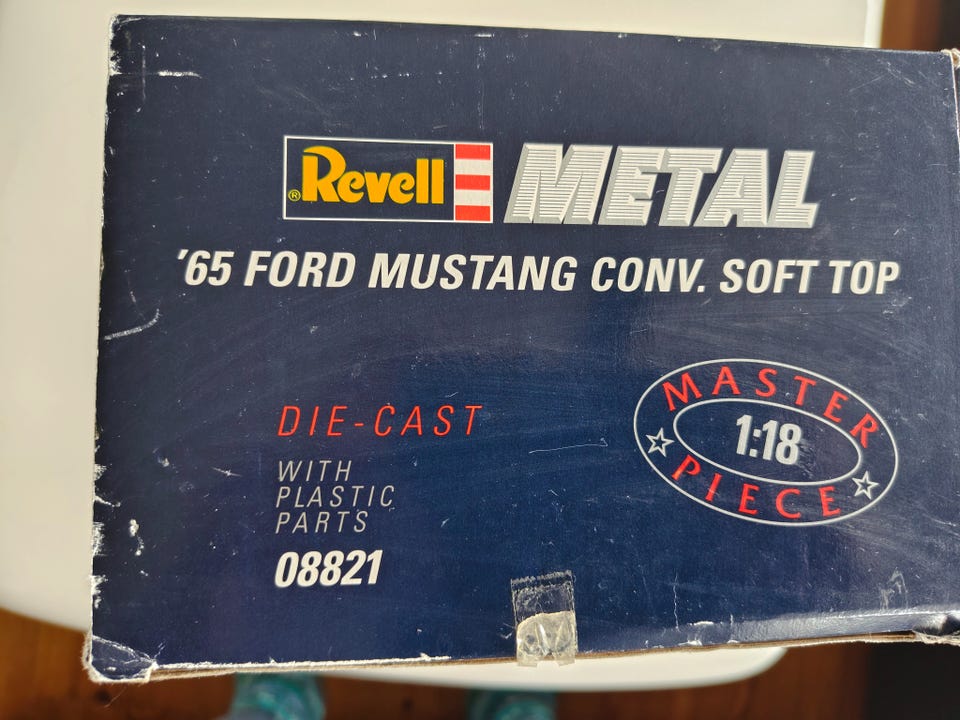 ® Revell METAL
'65 FORD MUSTANG CONV. SOFT TOP
DIE-CAST
WITH
PLASTIC
PARTS
08821
MASTER
1:18
PIECE